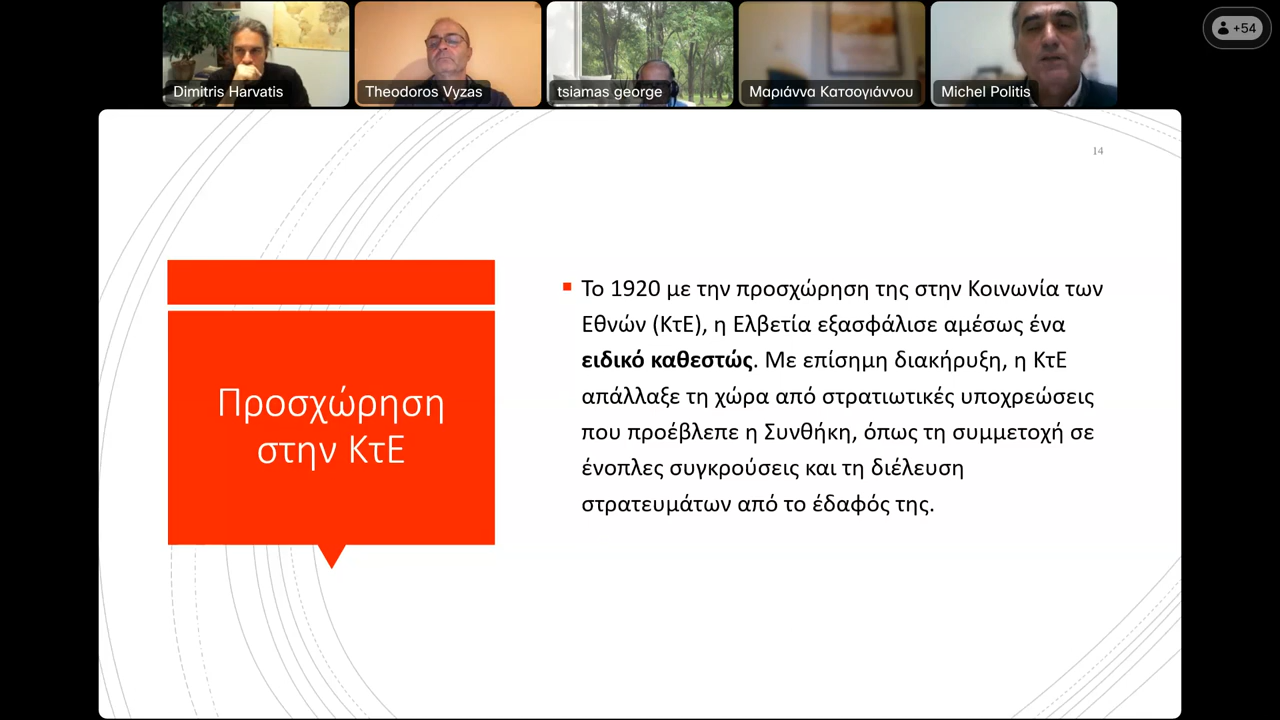 Dimitris Harvatis
Theodoros Vyzas
tsiamas george
Μαριάννα Κατσογιάννου
Michel Politis
+54
14
Προσχώρηση
στην ΚτΕ
Το 1920 με την προσχώρηση της στην Κοινωνία των
Εθνών (ΚτΕ), η Ελβετία εξασφάλισε αμέσως ένα
ειδικό καθεστώς. Με επίσημη διακήρυξη, η ΚτΕ
απάλλαξε τη χώρα από στρατιωτικές υποχρεώσεις
που προέβλεπε η Συνθήκη, όπως τη συμμετοχή σε
ένοπλες συγκρούσεις και τη διέλευση
στρατευμάτων από το έδαφός της.